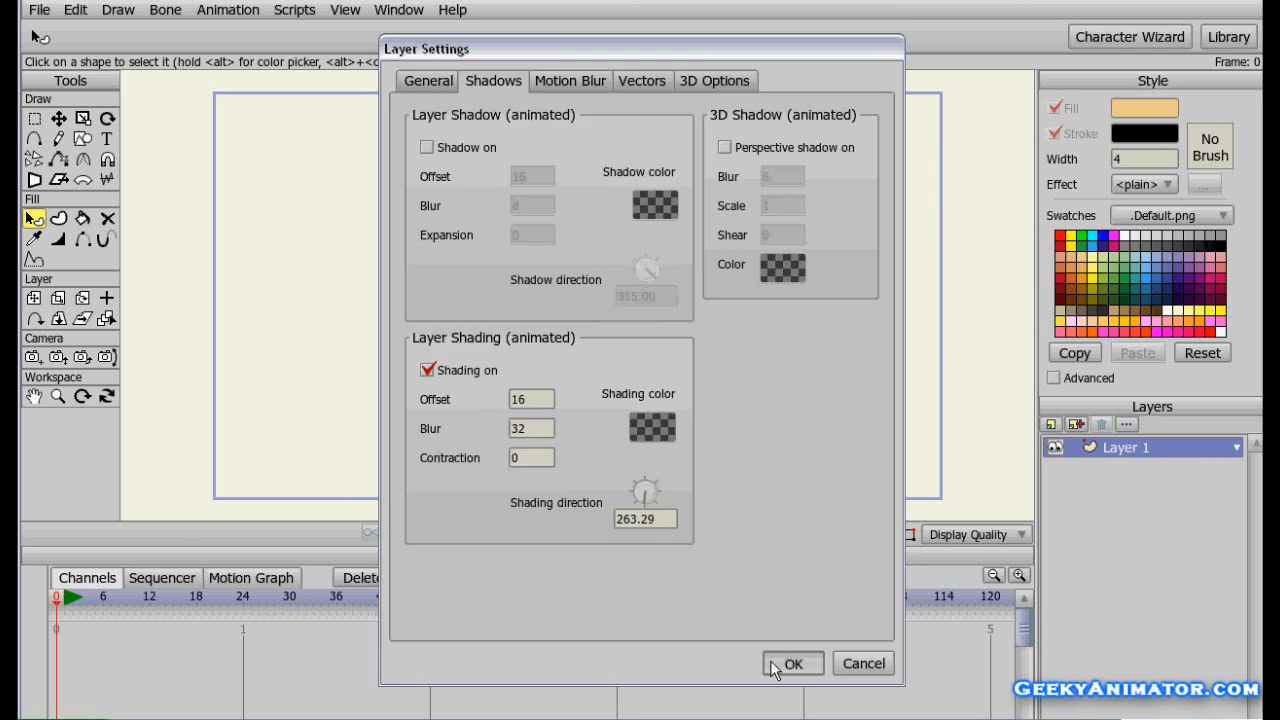 File Edit Draw Bone Animation Scripts View Window Help
Character Wizard Library
Click on a shape to select it (hold <alt> for color picker, <alt>+<c Frame: 0
Layer Settings
General Shadows Motion Blur Vectors 3D Options
Tools
Draw
Fill
Layer
Camera
Workspace
Layer Shadow (animated)
Shadow on
Offset 16 Shadow color
Blur 8
Expansion 0
Shadow direction
315.00
3D Shadow (animated)
Perspective shadow on
Blur 8
Scale 1
Shear 0
Color
Layer Shading (animated)
Shading on
Offset 16 Shading color
Blur 32
Contraction 0
Shading direction
263.29
OK Cancel
Style
Fill
Stroke
No
Brush
Width 4
Effect <plain> ...
Swatches .Default.png
Copy Paste Reset
Advanced
Layers
Layer 1
Display Quality
Channels Sequencer Motion Graph Delet
0 6 12 18 24 30 36 114 120
0 1 5
GeekyAnimator.com